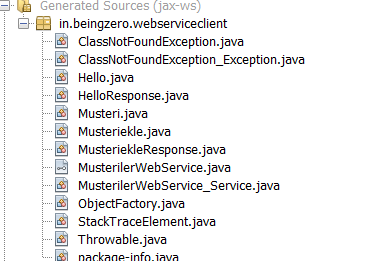 Generated Sources (jax-ws)
in.beingzero.webserviceclient
ClassNotFoundException.java
ClassNotFoundException_Exception.java
Hello.java
HelloResponse.java
Musteri.java
Musteriekle.java
MusteriekleResponse.java
MusterilerWebService.java
MusterilerWebService_Service.java
ObjectFactory.java
StackTraceElement.java
Throwable.java
package-info.java